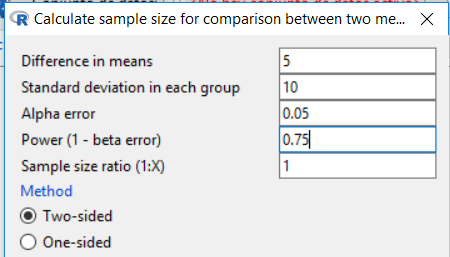 Calculate sample size for comparison between two me...
Difference in means 5
Standard deviation in each group 10
Alpha error 0.05
Power (1 - beta error) 0.75
Sample size ratio (1:X) 1
Method
Two-sided
One-sided